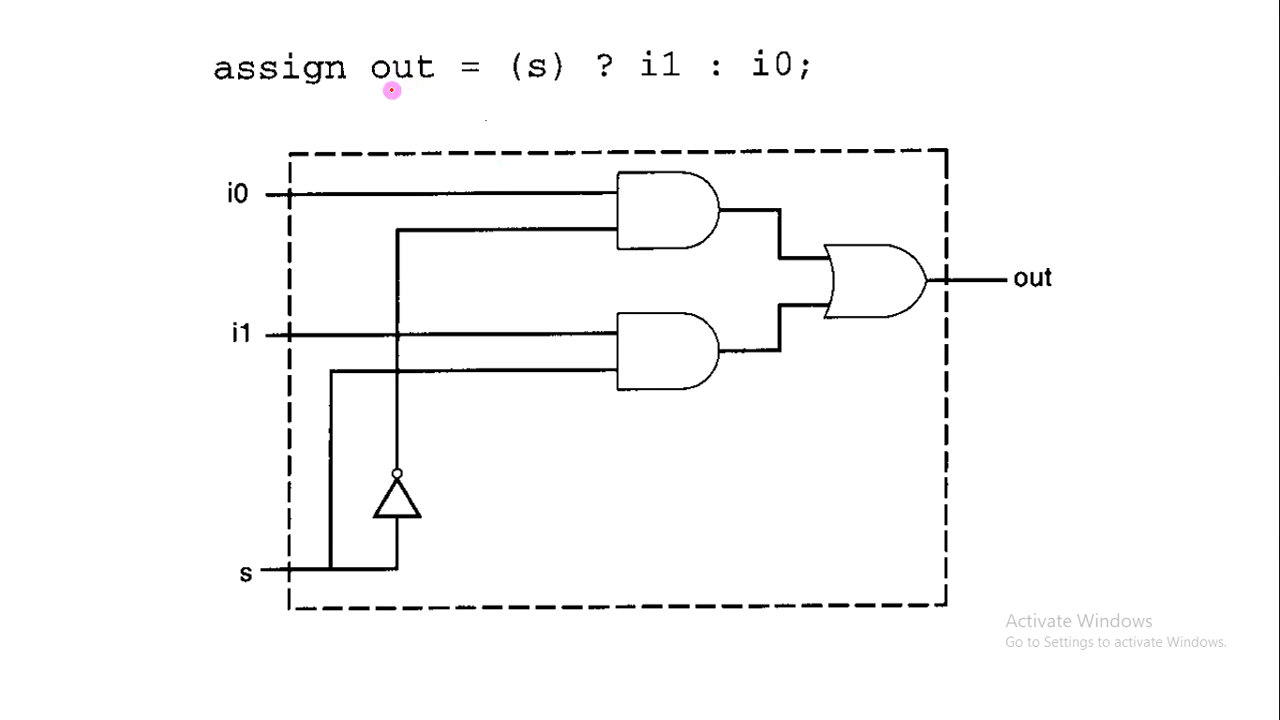 assign out = (s) ? i1 : i0;
i0
i1
out
s
Activate Windows
Go to Settings to activate Windows.